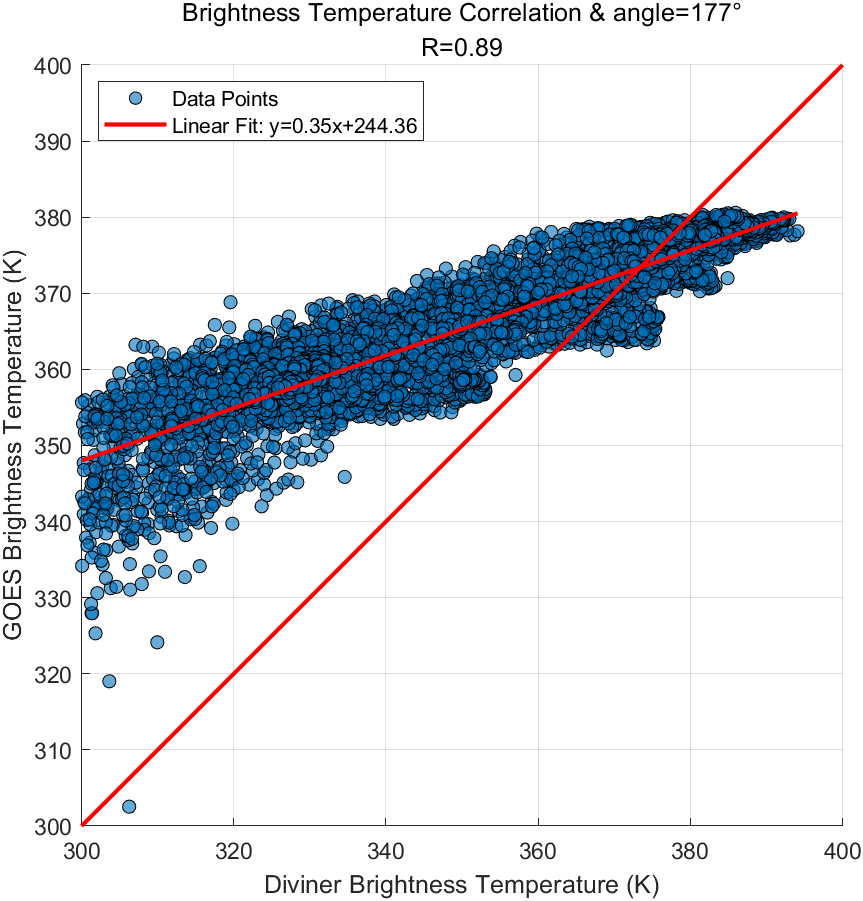 Brightness Temperature Correlation & angle=177°
R=0.89
400
390
380
370
360
350
340
330
320
310
300
Data Points
Linear Fit: y=0.35x+244.36
GOES Brightness Temperature (K)
300
320
340
360
380
400
Diviner Brightness Temperature (K)